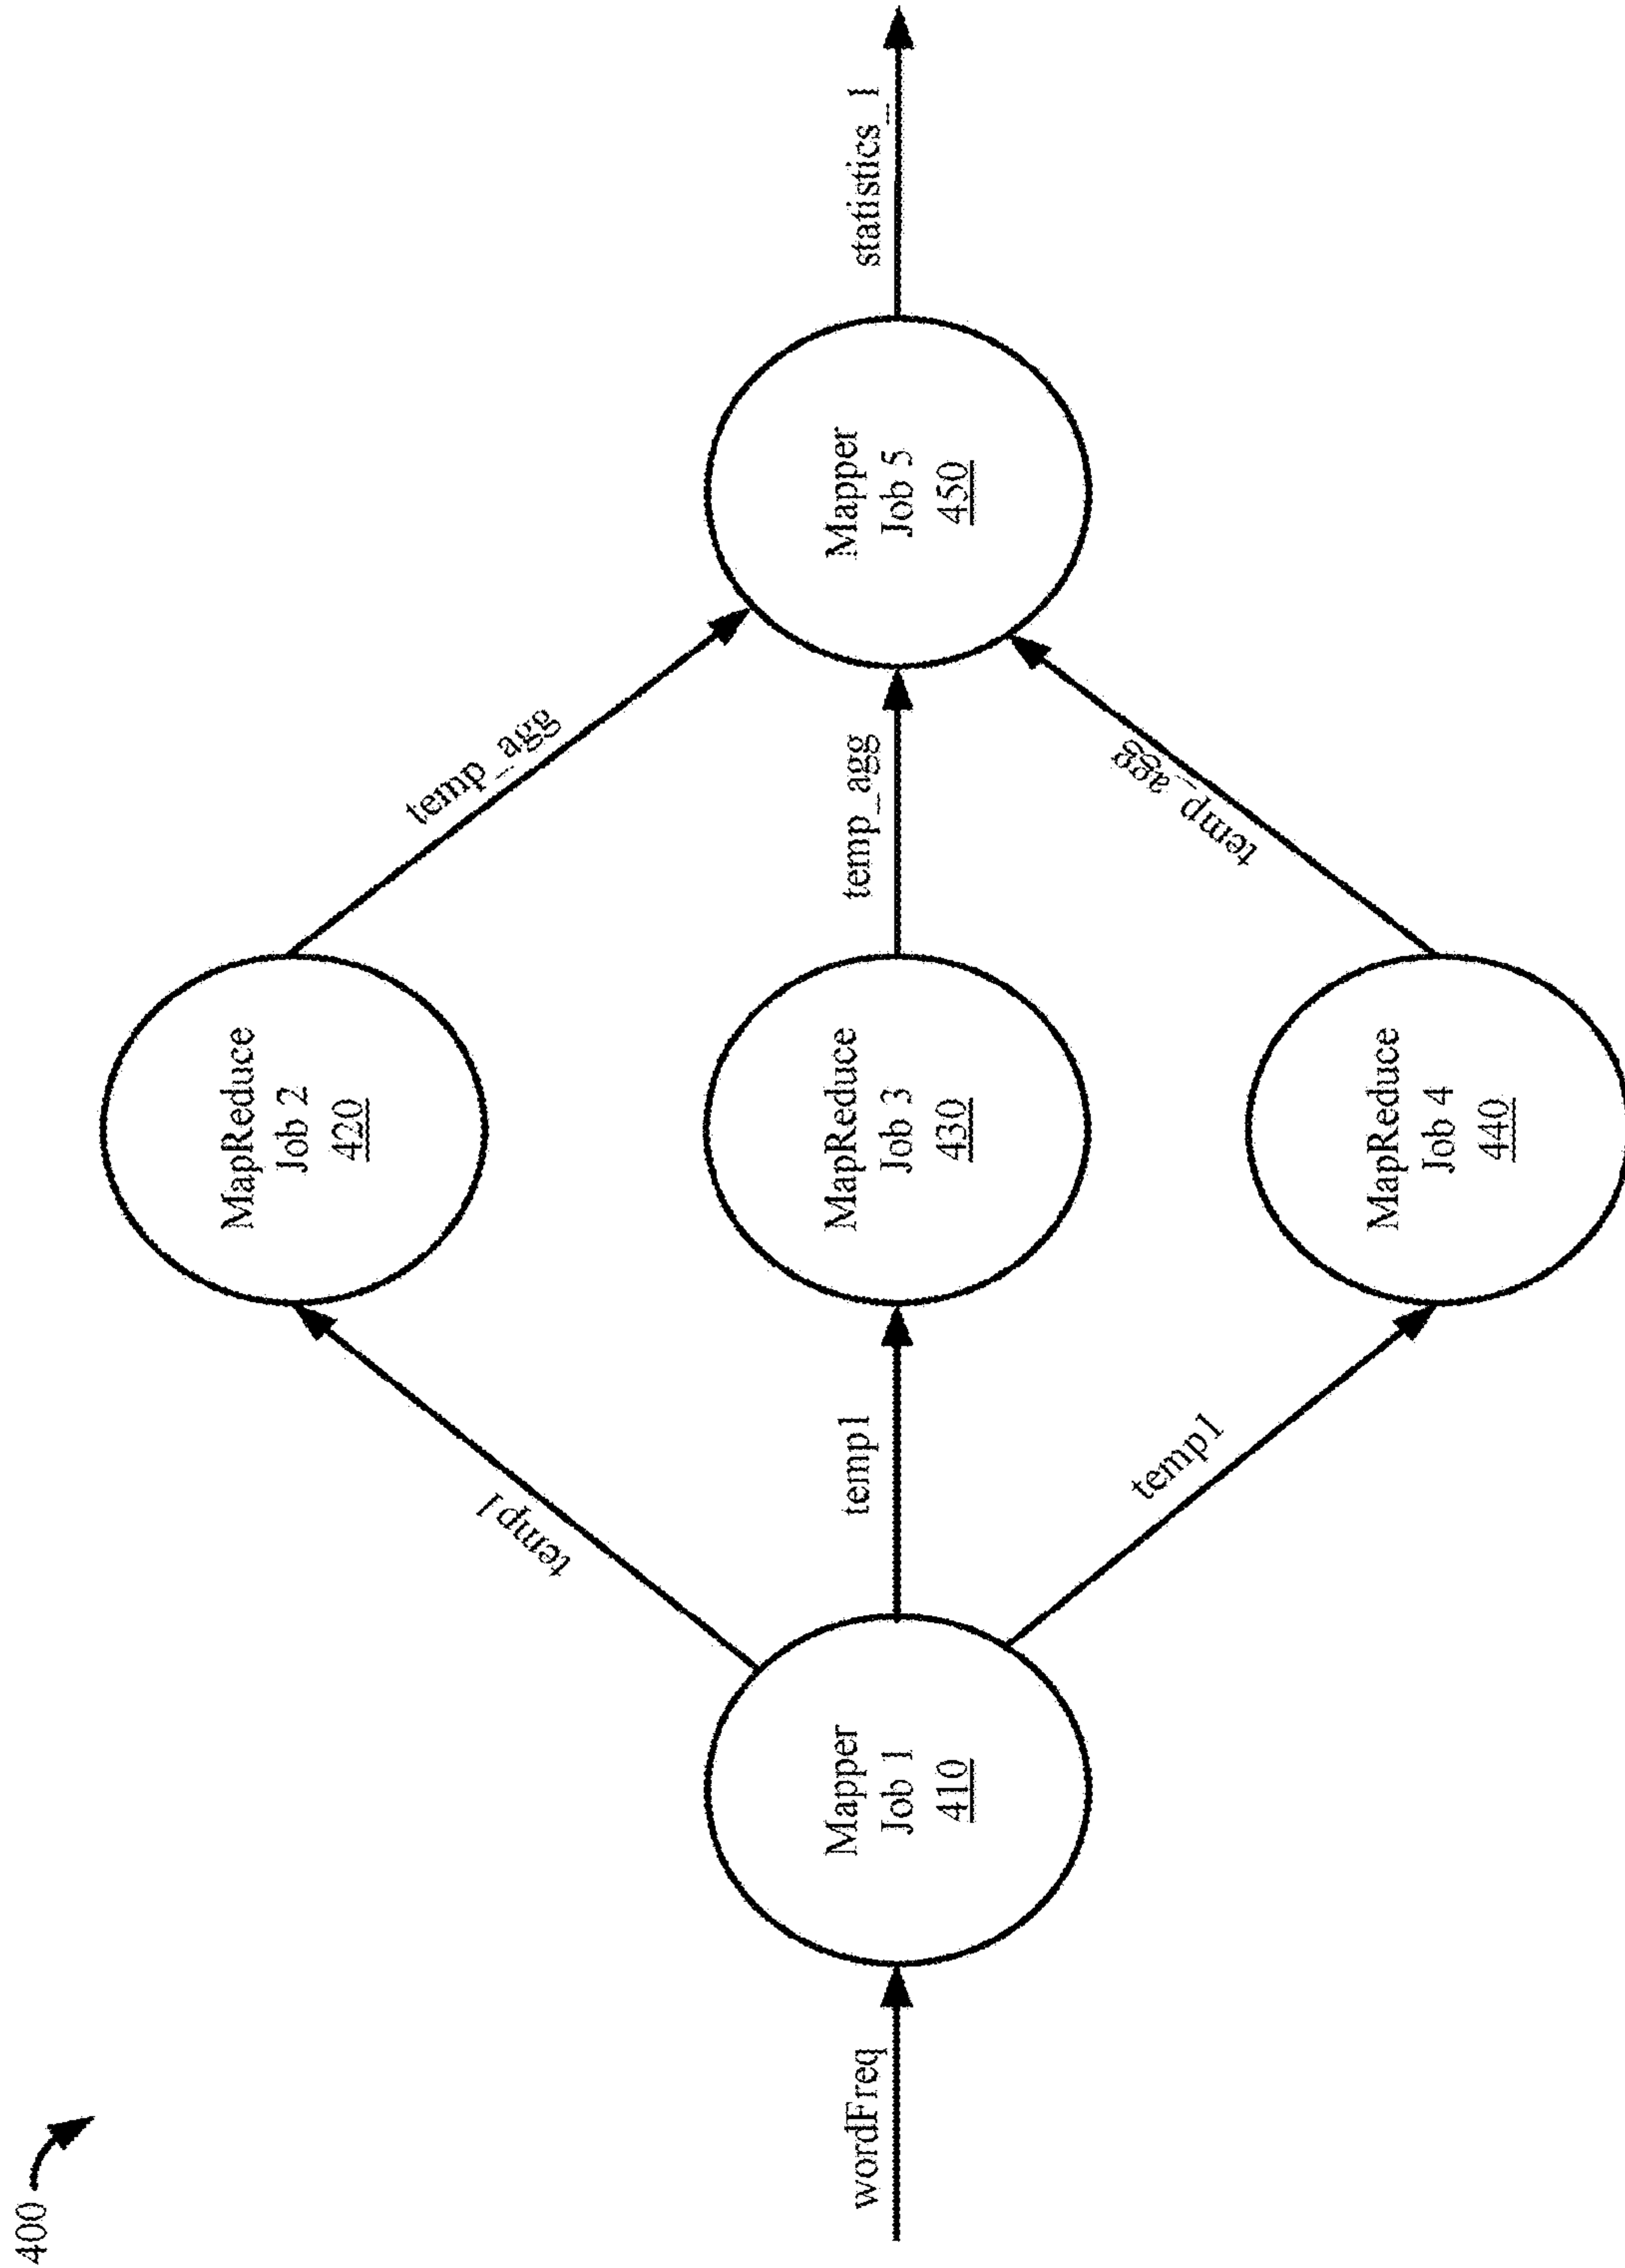 400
wordFreq
Mapper
Job 1
410
temp1
temp1
temp1
MapReduce
Job 2
420
MapReduce
Job 3
430
MapReduce
Job 4
440
temp_agg
temp_agg
temp_agg
Mapper
Job 5
450
statistics_1